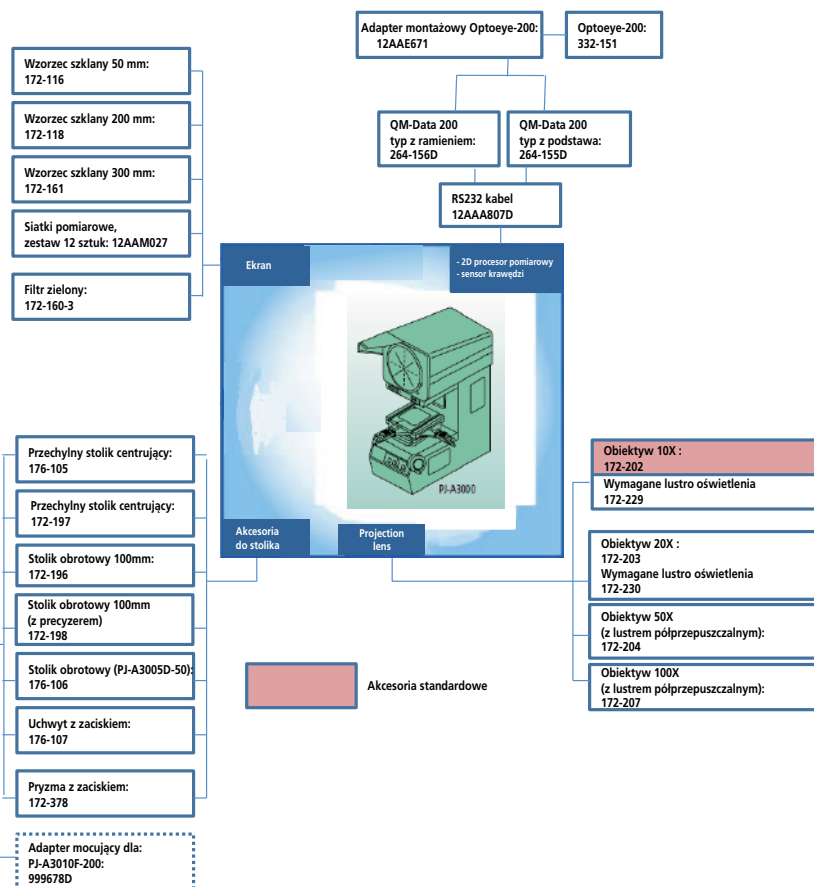 Adapter montażowy Optoeye-200:
12AAE671
Optoeye-200:
332-151
Wzorzec szklany 50 mm:
172-116
Wzorzec szklany 200 mm:
172-118
Wzorzec szklany 300 mm:
172-161
Siatki pomiarowe,
zestaw 12 sztuk: 12AAM027
Filtr zielony:
172-160-3
QM-Data 200
typ z ramieniem:
264-156D
QM-Data 200
typ z podstawa:
264-155D
RS232 kabel
12AAA807D
Ekran
- 2D procesor pomiarowy
- sensor krawędzi
PJ-A3000
Akcesoria
do stolika
Projection
lens
Przechylny stolik centrujący:
176-105
Przechylny stolik centrujący:
172-197
Stolik obrotowy 100mm:
172-196
Stolik obrotowy 100mm
(z precyzerem)
172-198
Stolik obrotowy (PJ-A3005D-50):
176-106
Uchwyt z zaciskiem:
176-107
Pryzma z zaciskiem:
172-378
Adapter mocujący dla:
PJ-A3010F-200:
999678D
Akcesoria standardowe
Obiektyw 10X :
172-202
Wymagane lustro oświetlenia
172-229
Obiektyw 20X :
172-203
Wymagane lustro oświetlenia
172-230
Obiektyw 50X
(z lustrem półprzepuszczalnym):
172-204
Obiektyw 100X
(z lustrem półprzepuszczalnym):
172-207